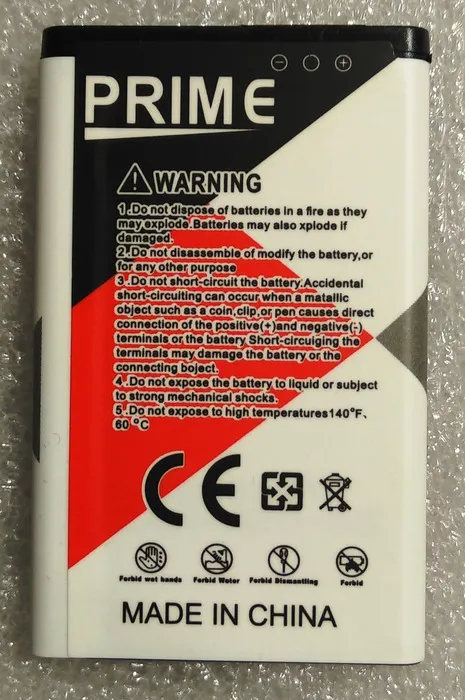 PRIME
WARNING
1.Do not dispose of batteries in a fire as they
may explode.Batteries may also xplode if
damaged.
2.Do not disassemble of modify the battery,or
for any other purpose
3.Do not short-circuit the battery.Accidental
short-circuiting can occur when a matallic
object such as a coin,clip,or pen causes direct
connection of the positive(+)and negative(-)
terminals or the battery.Short-circuiging the
terminals may damage the battery or the
connecting boject.
4.Do not expose the battery to liquid or subject
to strong mechanical shocks.
5.Do not expose to high temperatures140°F、
60 °C
CE
Forbid wet hands Forbid Water Forbid Dismantling Forbid
MADE IN CHINA